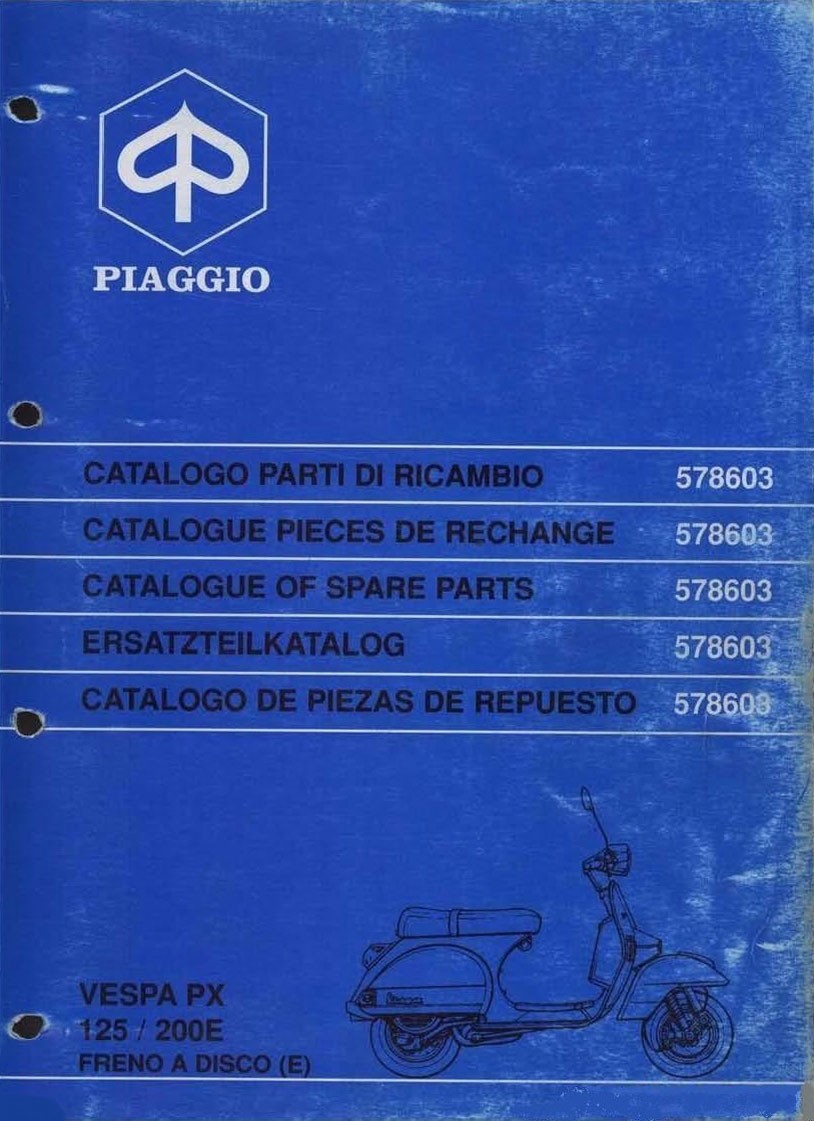 PIAGGIO
CATALOGO PARTI DI RICAMBIO 578603
CATALOGUE PIECES DE RECHANGE 578603
CATALOGUE OF SPARE PARTS 578603
ERSATZTEILKATALOG 578603
CATALOGO DE PIEZAS DE REPUESTO 578603
VESPA PX
125 / 200E
FRENO A DISCO (E)
Vespa